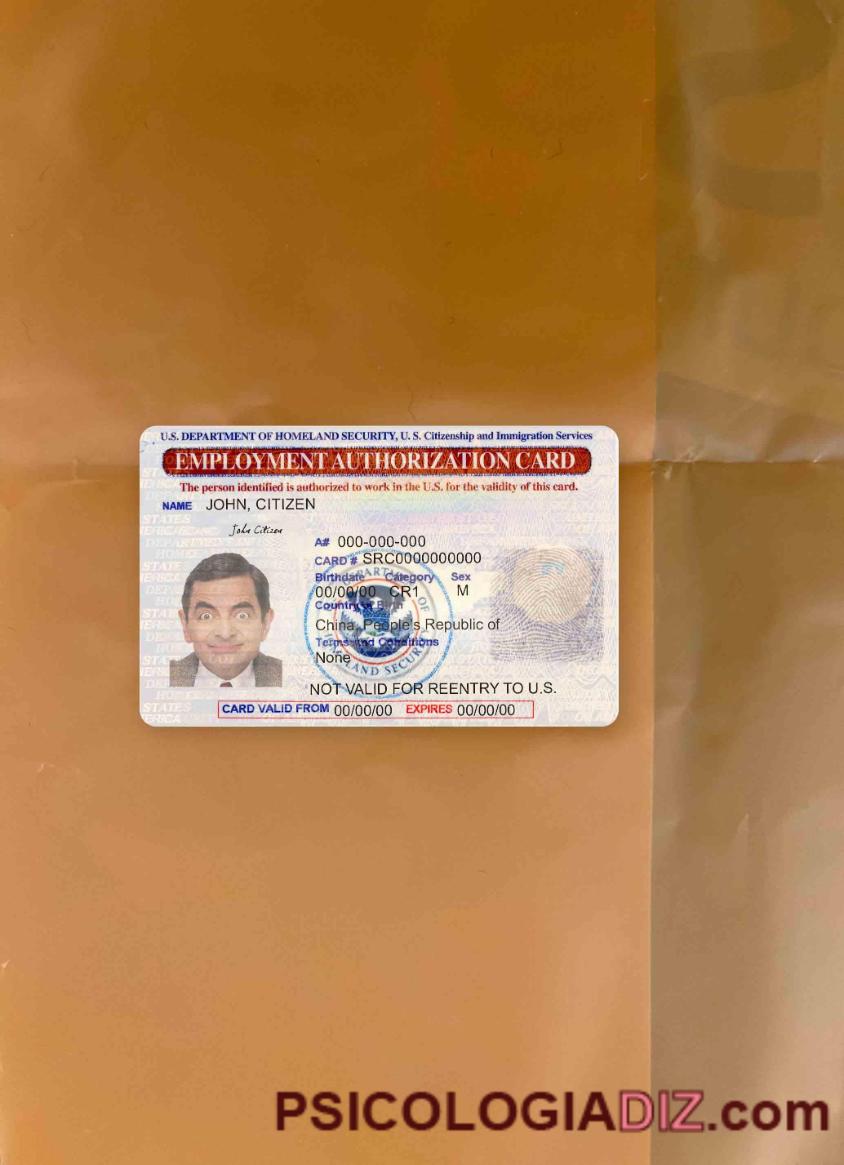 U.S. DEPARTMENT OF HOMELAND SECURITY, U. S. Citizenship and Immigration Services
EMPLOYMENT AUTHORIZATION CARD
The person identified is authorized to work in the U.S. for the validity of this card.
NAME JOHN, CITIZEN
John Citizen
A# 000-000-000
CARD # SRC0000000000
Birthdate Category Sex
00/00/00 CR1 M
Country of Birth
China, People's Republic of
Terms and Conditions
None
NOT VALID FOR REENTRY TO U.S.
CARD VALID FROM 00/00/00 EXPIRES 00/00/00
PSICOLOGIADIZ.com